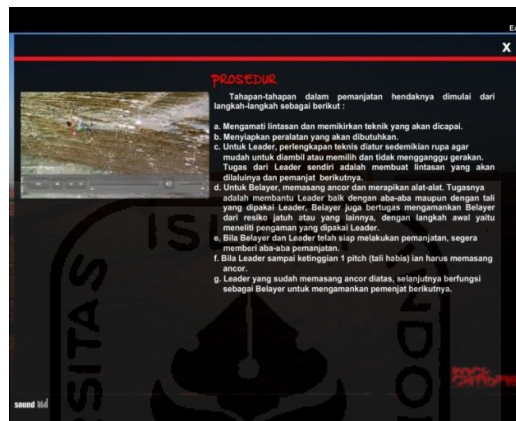 Ex
X
PROSEDUR
Tahapan-tahapan dalam pemanjatan hendaknya dimulai dari
langkah-langkah sebagai berikut :
a. Mengamati lintasan dan memikirkan teknik yang akan dicapai.
b. Menyiapkan peralatan yang akan dibutuhkan.
c. Untuk Leader, perlengkapan teknis diatur sedemikian rupa agar
mudah untuk diambil atau memilih dan tidak mengganggu gerakan.
Tugas dari Leader sendiri adalah membuat lintasan yang akan
dilaluinya dan pemanjat berikutnya.
d. Untuk Belayer, memasang ancor dan merapikan alat-alat. Tugasnya
adalah membantu Leader baik dengan aba-aba maupun dengan tali
yang dipakai Leader, Belayer juga bertugas mengamankan Belayer
dari resiko jatuh atau yang lainnya, dengan langkah awal yaitu
meneliti pengaman yang dipakai Leader.
e. Bila Belayer dan Leader telah siap melakukan pemanjatan, segera
memberi aba-aba pemanjatan.
f. Bila Leader sampai ketinggian 1 pitch (tali habis) ian harus memasang
ancor.
g. Leader yang sudah memasang ancor diatas, selanjutnya berfungsi
sebagai Belayer untuk mengamankan pemenjat berikutnya.
sound